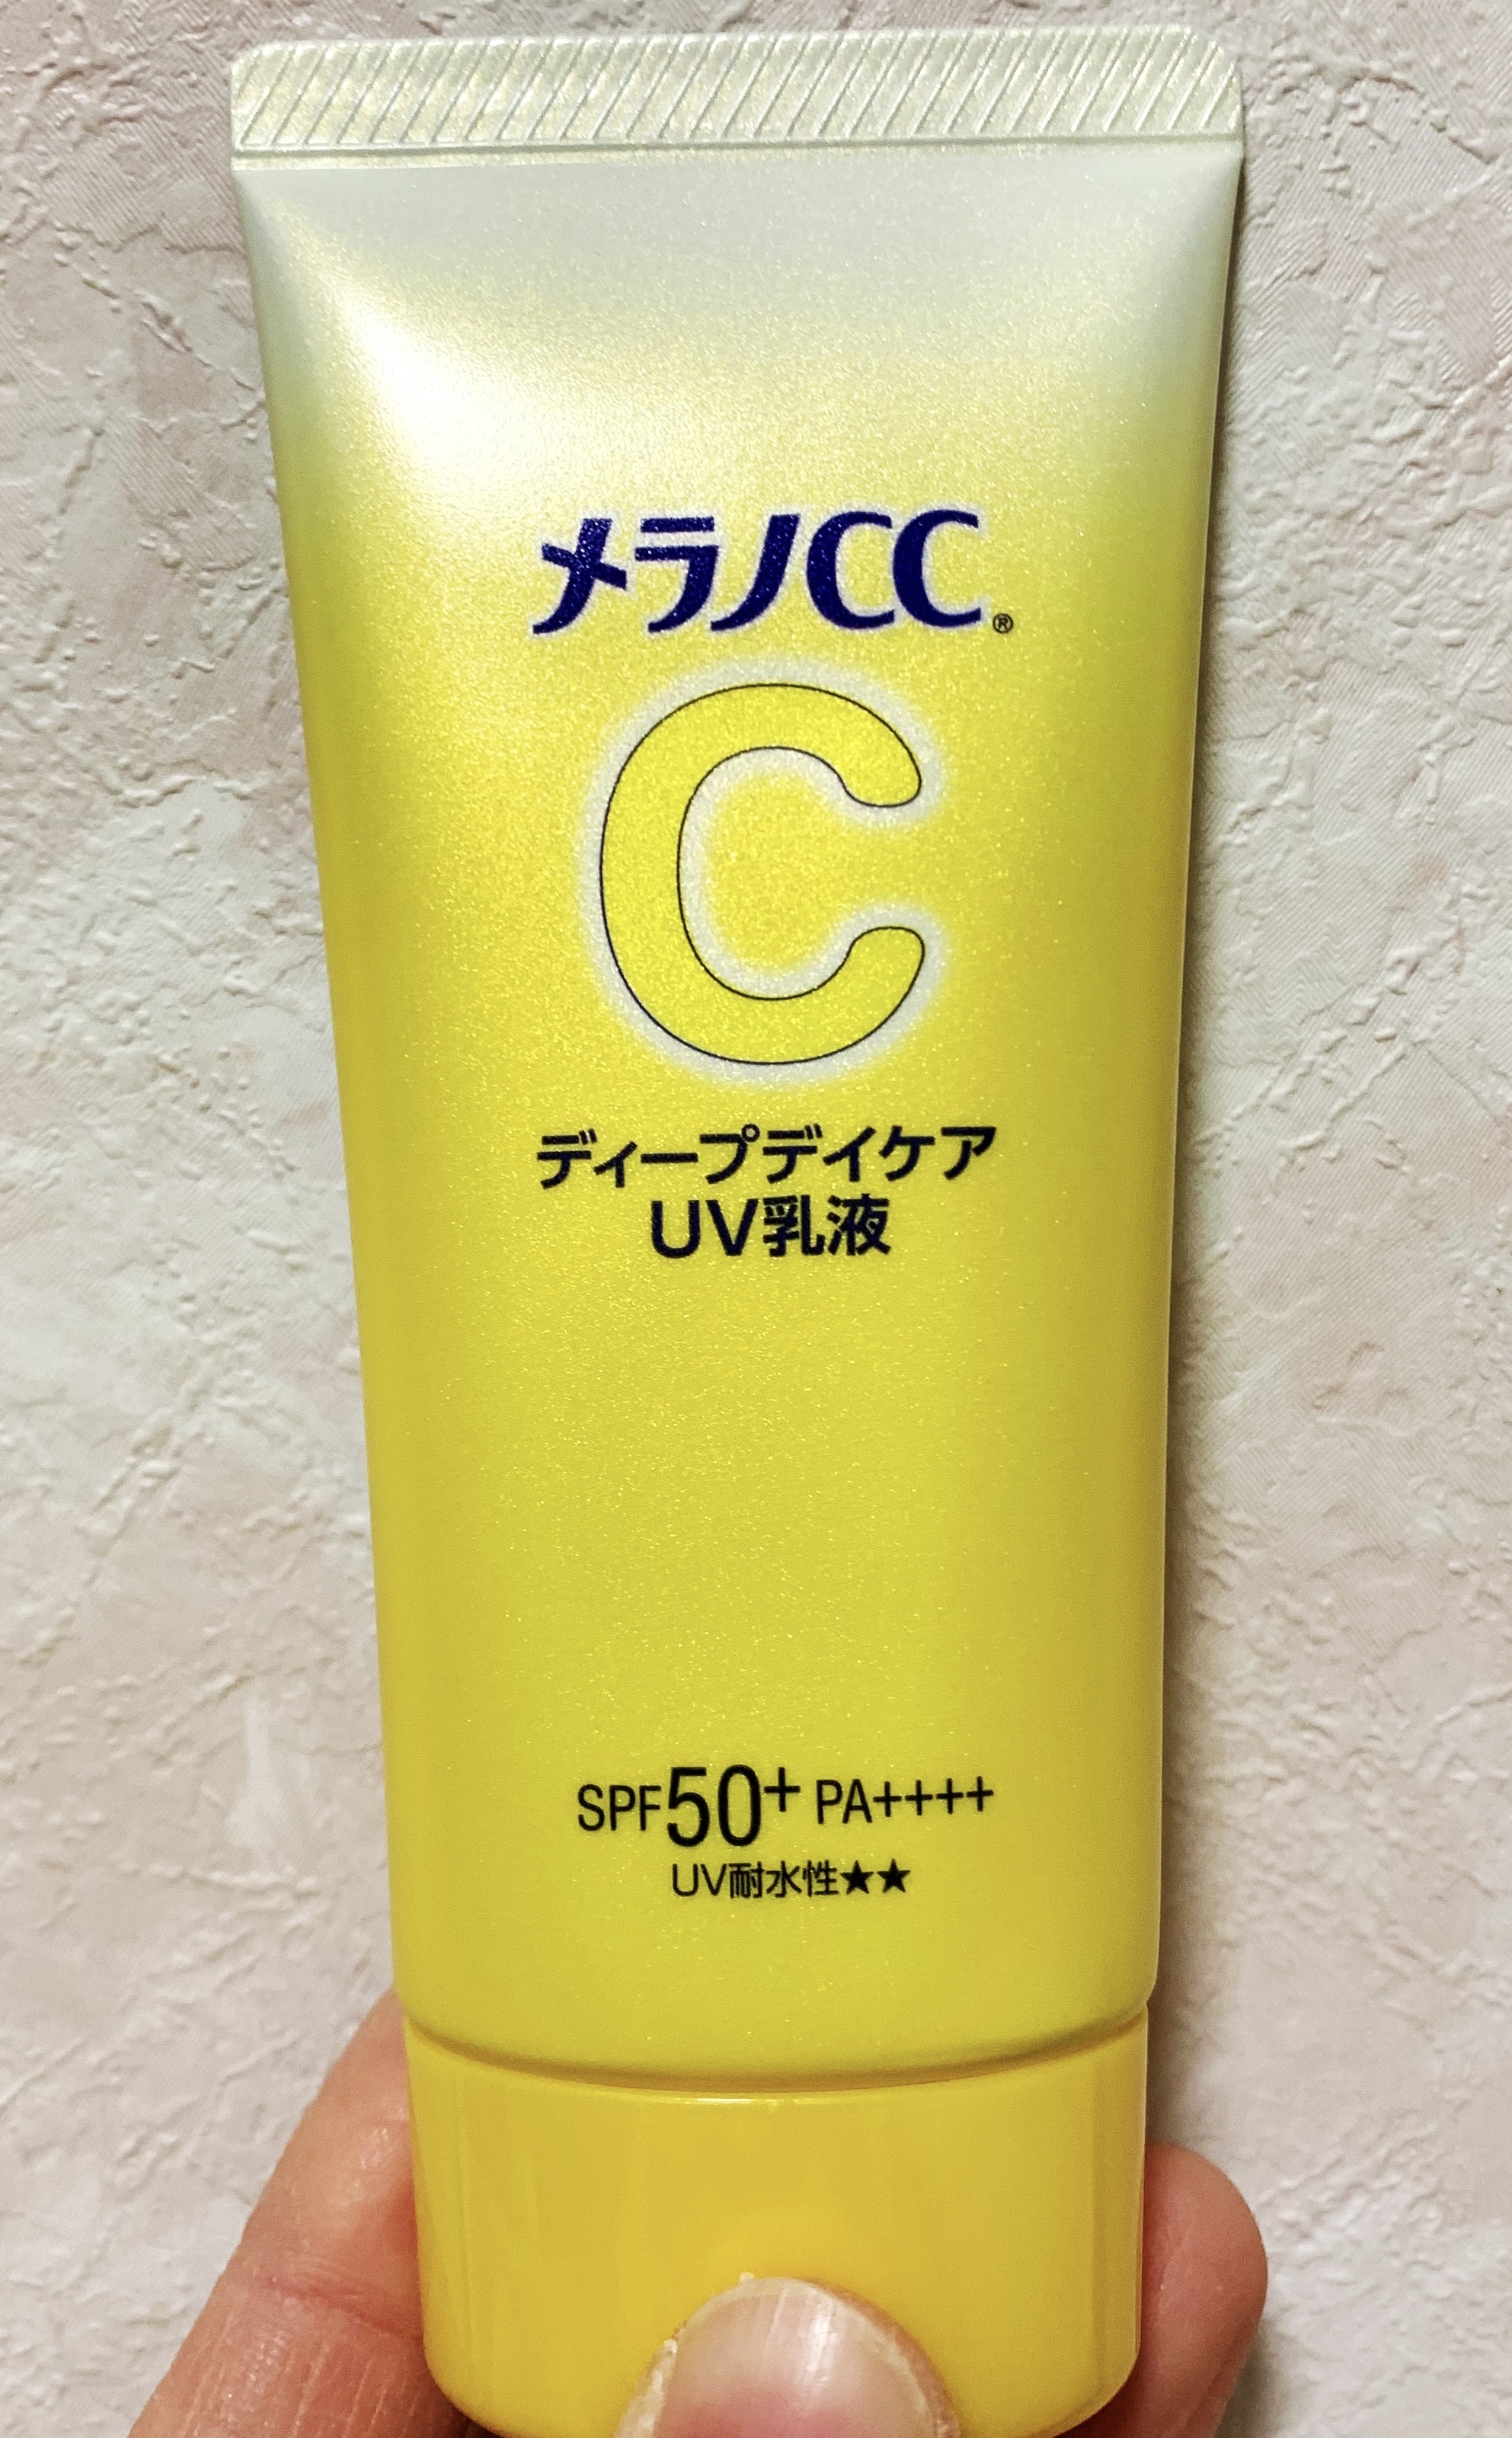 メラノCC®
C
ディープデイケア
UV乳液
SPF50+ PA++++
UV耐水性★★